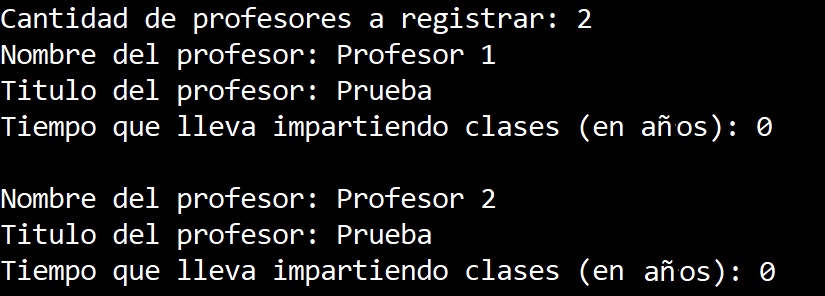 Cantidad de profesores a registrar: 2
Nombre del profesor: Profesor 1
Titulo del profesor: Prueba
Tiempo que lleva impartiendo clases (en años): 0
Nombre del profesor: Profesor 2
Titulo del profesor: Prueba
Tiempo que lleva impartiendo clases (en años): 0